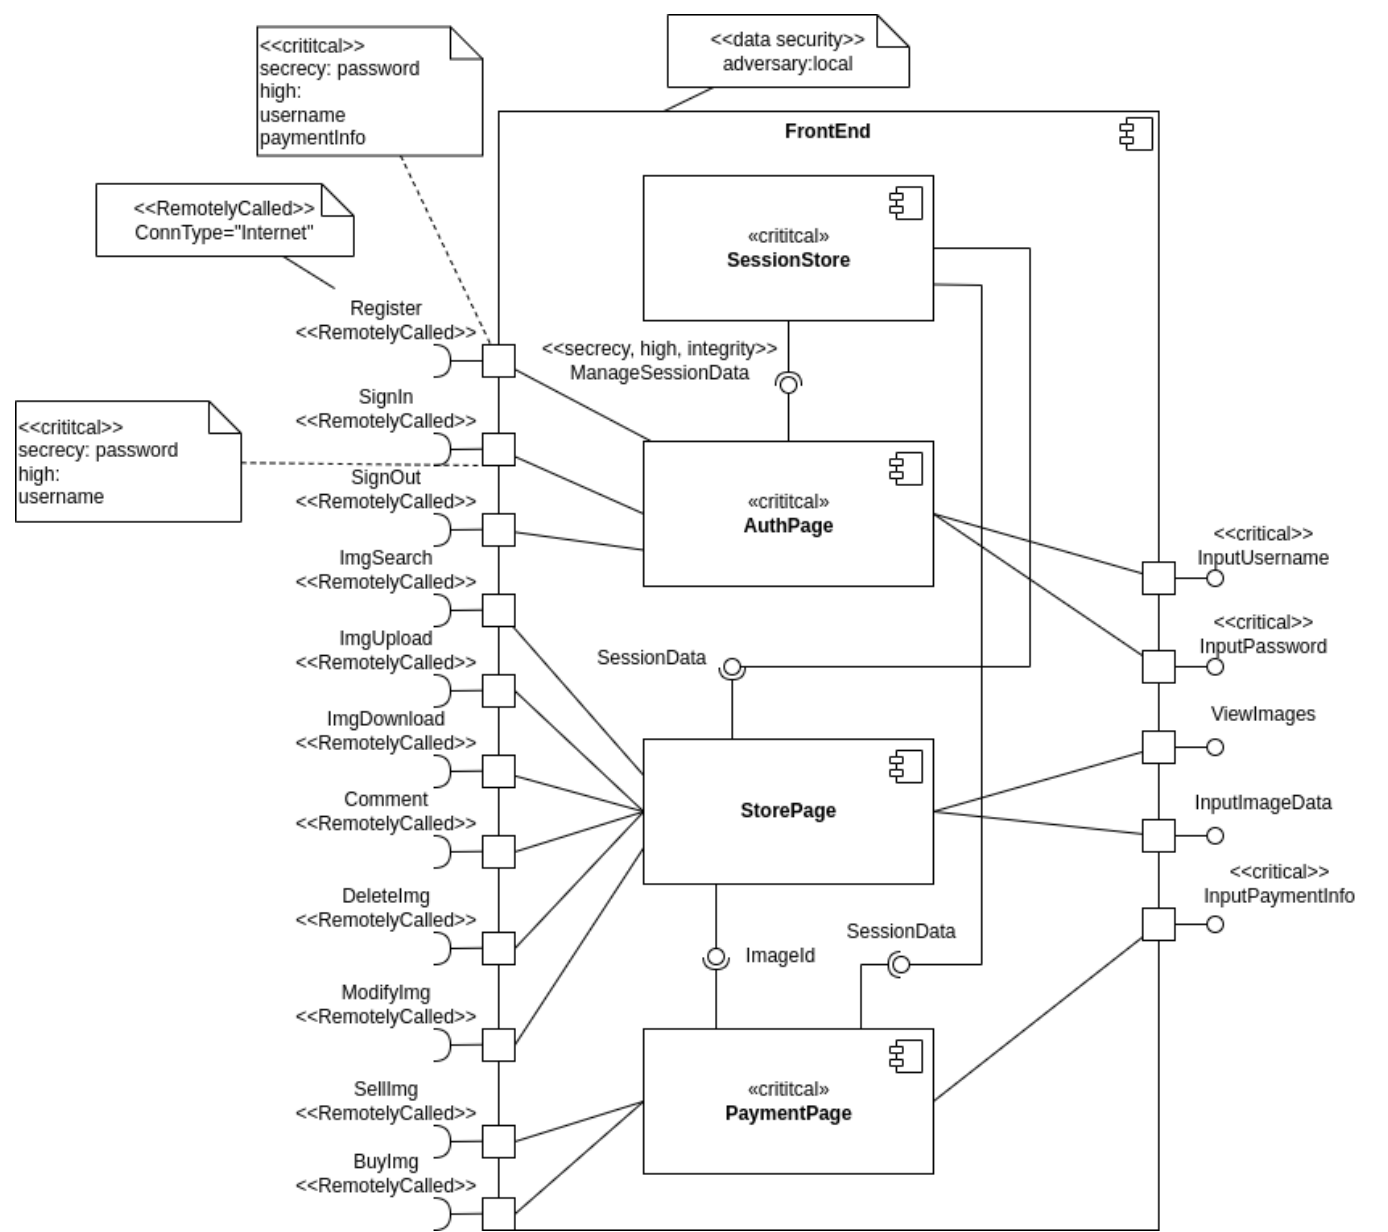 <<data security>>
adversary:local
<<crititcal>>
secrecy: password
high:
username
paymentInfo
FrontEnd
<<RemotelyCalled>>
ConnType="Internet"
«crititcal»
SessionStore
Register
<<RemotelyCalled>>
<<secrecy, high, integrity>>
ManageSessionData
SignIn
<<RemotelyCalled>>
<<crititcal>>
secrecy: password
high:
username
SignOut
<<RemotelyCalled>>
«crititcal»
AuthPage
ImgSearch
<<RemotelyCalled>>
<<critical>>
InputUsername
ImgUpload
<<RemotelyCalled>>
<<critical>>
InputPassword
SessionData
ImgDownload
<<RemotelyCalled>>
ViewImages
Comment
<<RemotelyCalled>>
StorePage
InputImageData
DeleteImg
<<RemotelyCalled>>
<<critical>>
InputPaymentInfo
SessionData
ImageId
ModifyImg
<<RemotelyCalled>>
SellImg
<<RemotelyCalled>>
«crititcal»
PaymentPage
BuyImg
<<RemotelyCalled>>